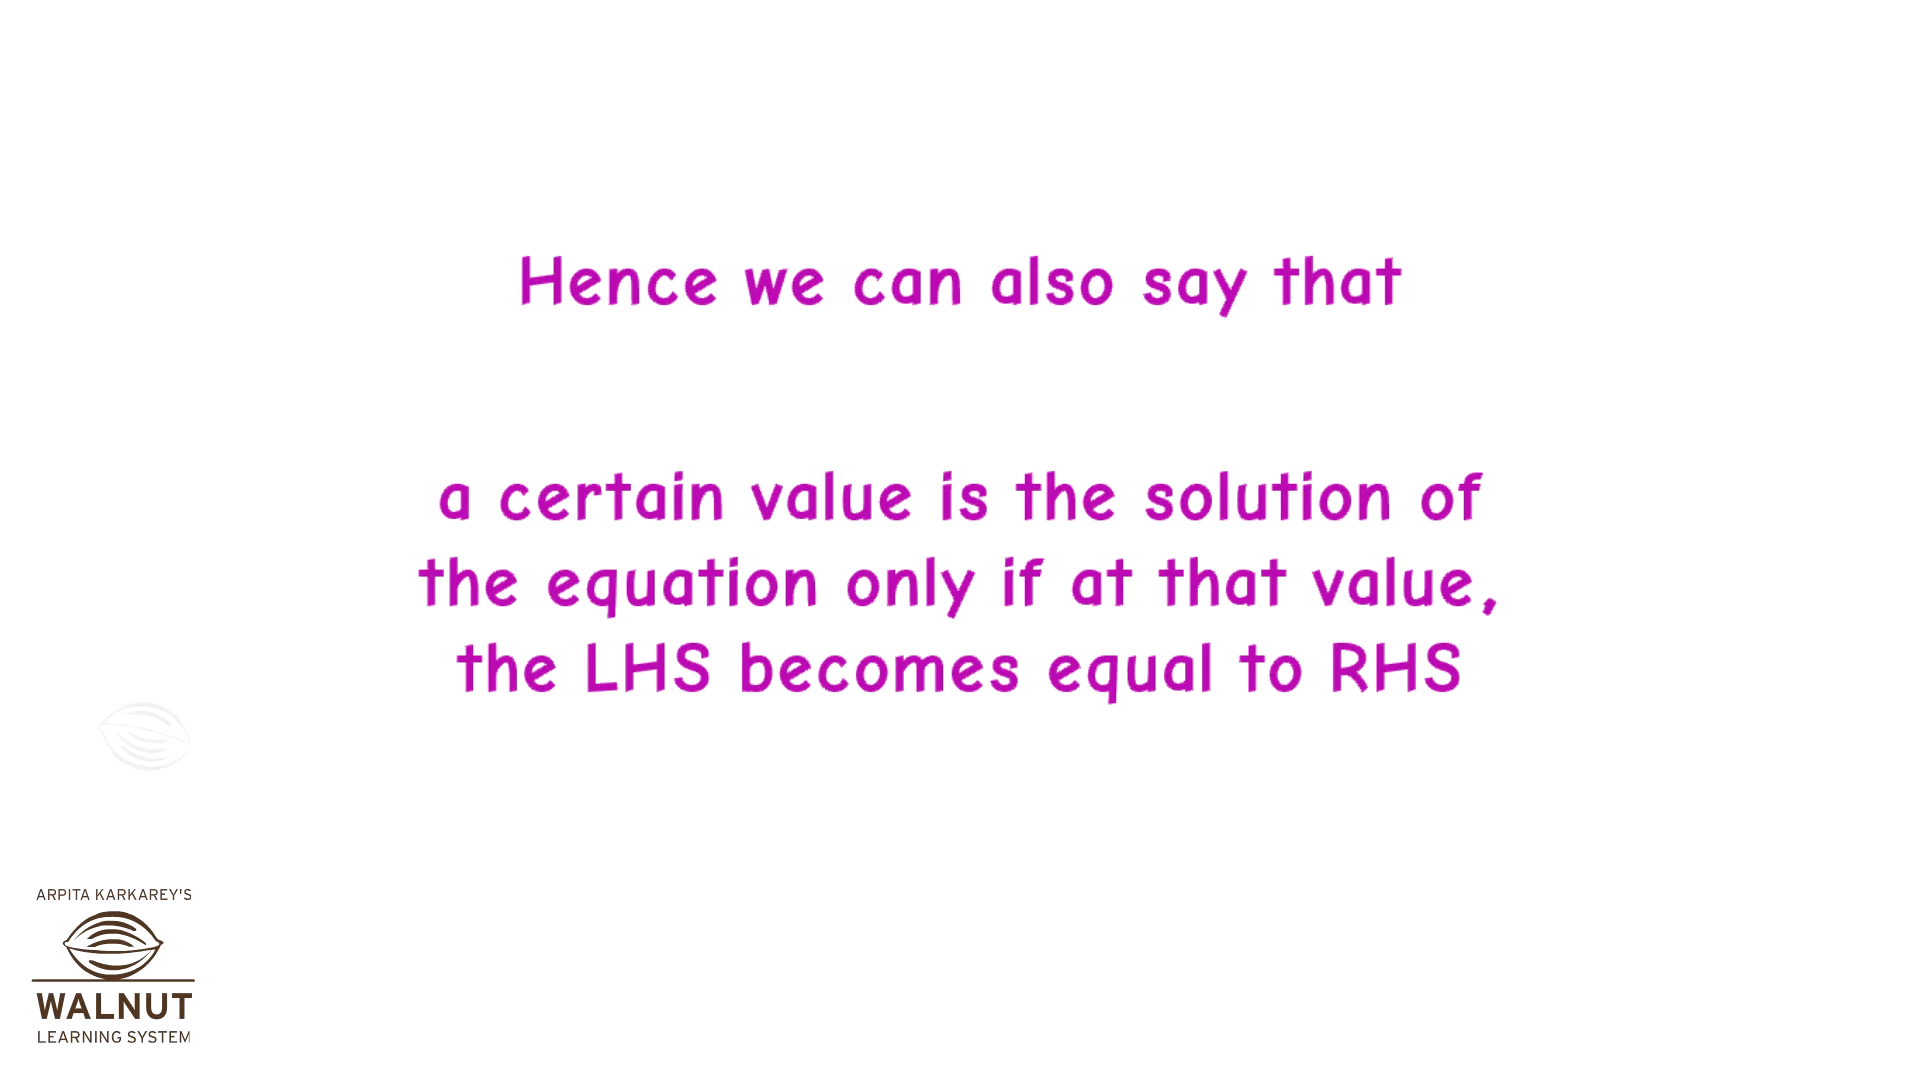 Hence we can also say that
a certain value is the solution of
the equation only if at that value,
the LHS becomes equal to RHS
ARPITA KARKAREY'S
WALNUT
LEARNING SYSTEM